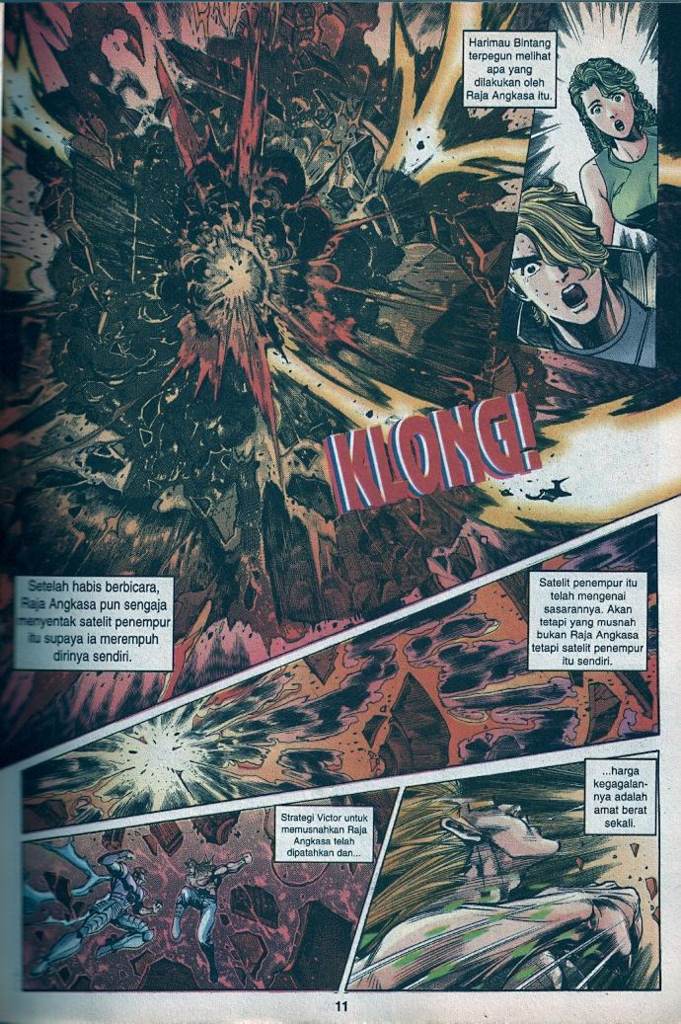 Harimau Bintang
terpegun melihat
apa yang
dilakukan oleh
Raja Angkasa itu.
KLONG!
Setelah habis berbicara,
Raja Angkasa pun sengaja
menyentak satelit penempur
itu supaya ia merempuh
dirinya sendiri.
Satelit penempur itu
telah mengenai
sasarannya. Akan
tetapi yang musnah
bukan Raja Angkasa
tetapi satelit penempur
itu sendiri.
Strategi Victor untuk
memusnahkan Raja
Angkasa telah
dipatahkan dan...
...harga
kegagalan-
nya adalah
amat berat
sekali.
11